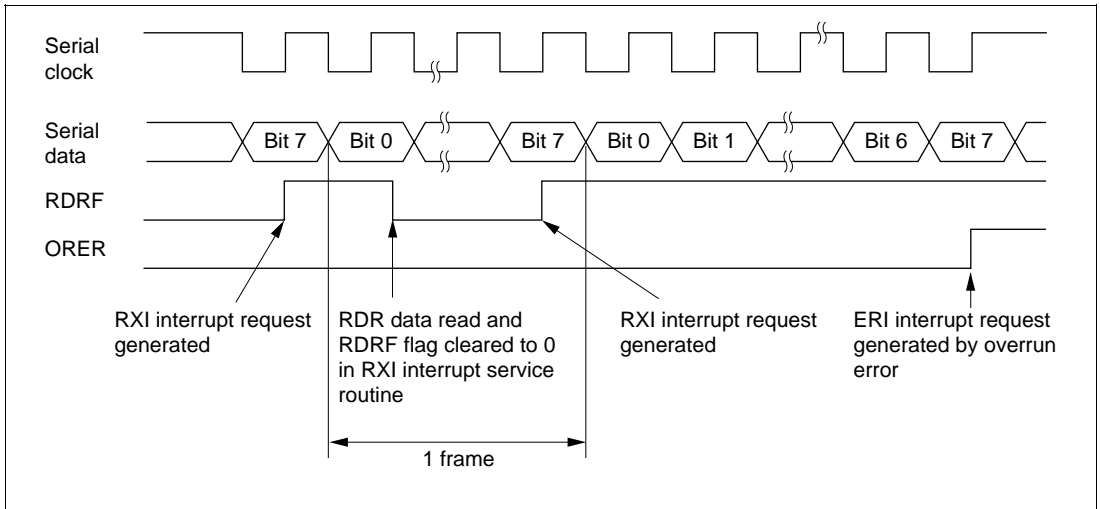 Serial
clock
Serial
data
Bit 7
Bit 0
Bit 7
Bit 0
Bit 1
Bit 6
Bit 7
RDRF
ORER
RXI interrupt request
generated
RDR data read and
RDRF flag cleared to 0
in RXI interrupt service
routine
RXI interrupt request
generated
ERI interrupt request
generated by overrun
error
1 frame